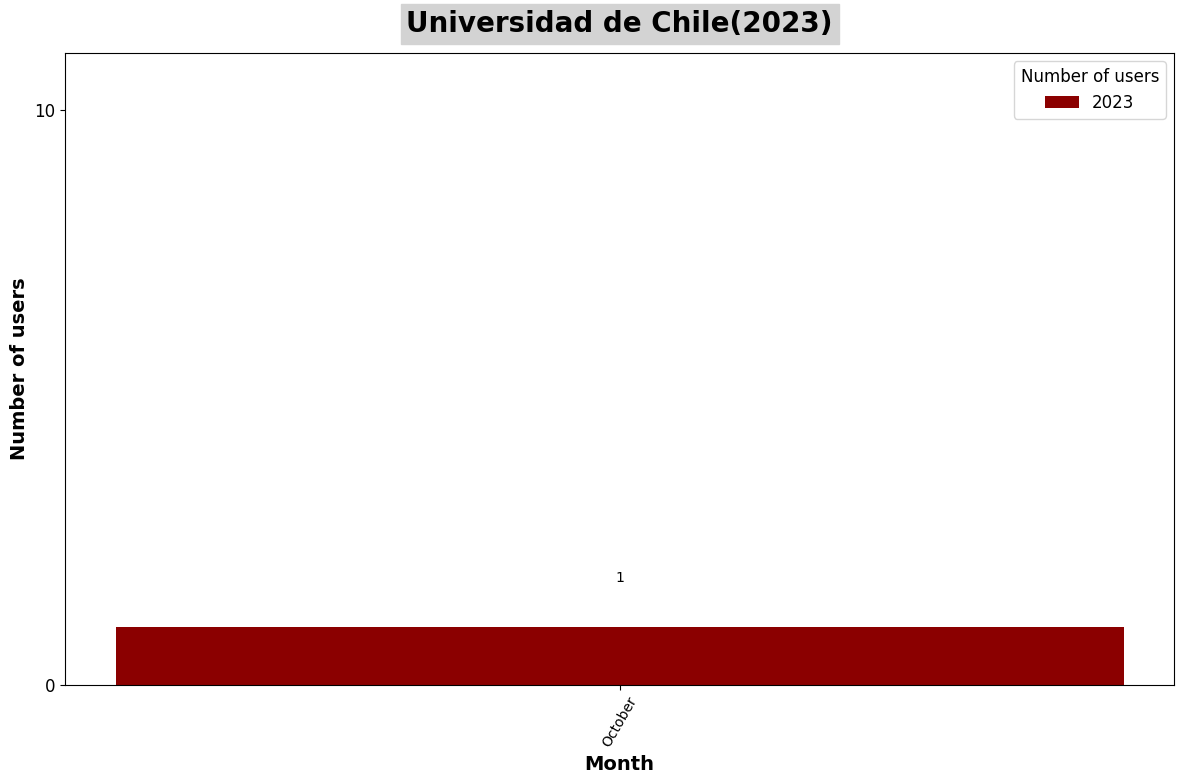 Universidad de Chile(2023)
Number of users
2023
10
Number of users
1
0
October
Month